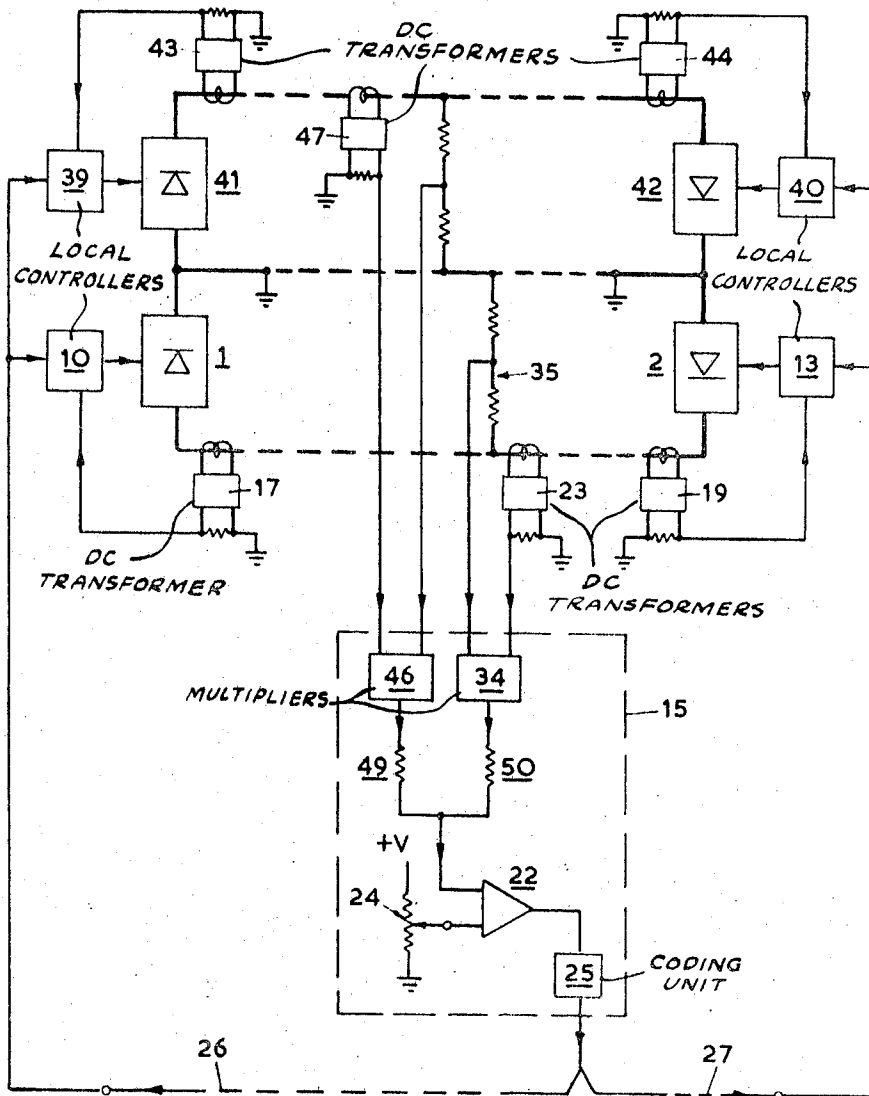 DC
TRANSFORMERS
43
44
47
39
41
42
40
LOCAL
CONTROLLERS
LOCAL
CONTROLLERS
10
1
35
2
13
17
23
19
DC
TRANSFORMER
DC
TRANSFORMERS
46
34
MULTIPLIERS
15
49
50
+V
22
24
25
CODING
UNIT
26
27